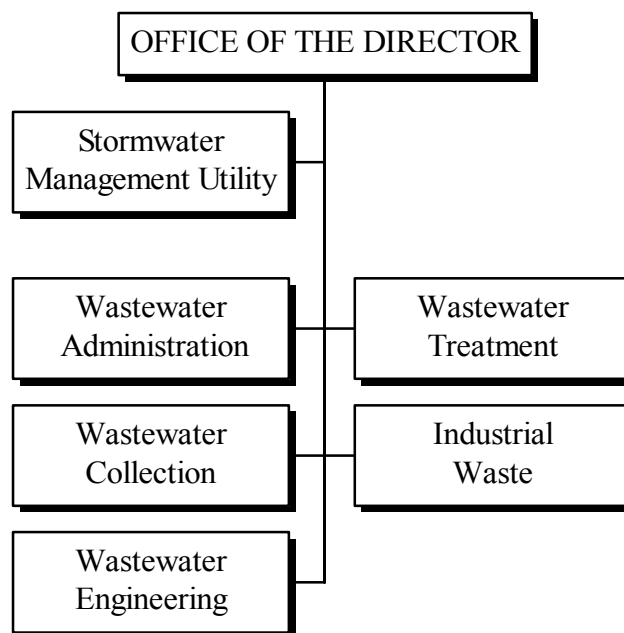 OFFICE OF THE DIRECTOR
Stormwater
Management Utility
Wastewater
Administration
Wastewater
Treatment
Wastewater
Collection
Industrial
Waste
Wastewater
Engineering